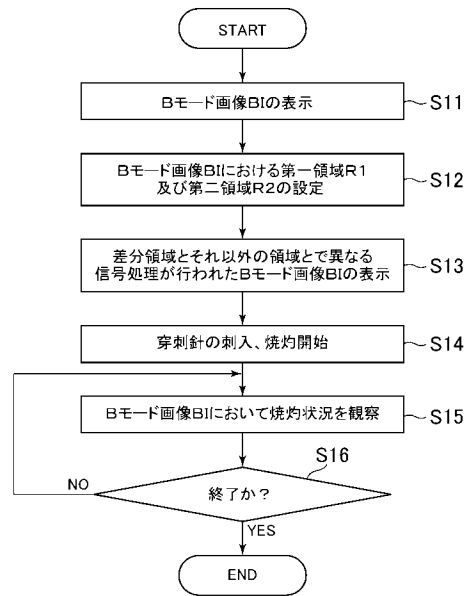 START
BモードBIの表示
S11
Bモード画像BIにおける第一領域R1
及び第二領域R2の設定
S12
差分領域とそれ以外の領域とで異なる
信号処理が行われたBモード画像BIの表示
S13
穿刺針の刺入、焼灼開始
S14
Bモード画像BIにおいて焼灼状況を観察
S15
S16
終了か?
NO
YES
END